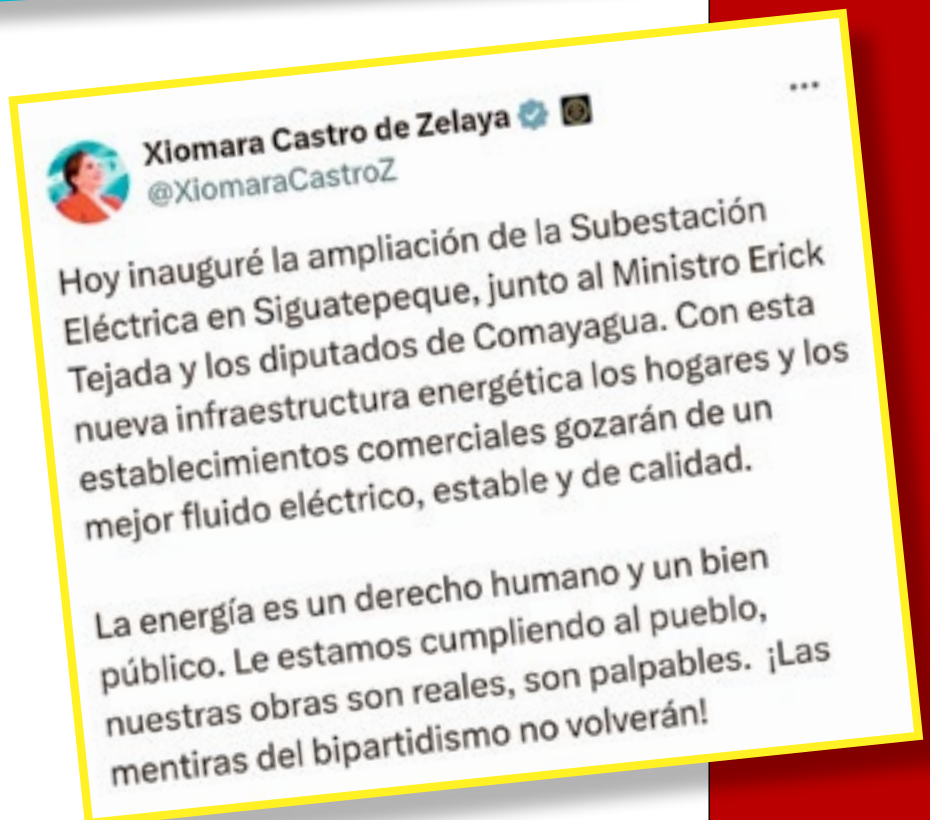 Xiomara Castro de Zelaya
@XiomaraCastroZ
Hoy inauguré la ampliación de la Subestación
Eléctrica en Siguatepeque, junto al Ministro Erick
Tejada y los diputados de Comayagua. Con esta
nueva infraestructura energética los hogares y los
establecimientos comerciales gozarán de un
mejor fluido eléctrico, estable y de calidad.
La energía es un derecho humano y un bien
público. Le estamos cumpliendo al pueblo,
nuestras obras son reales, son palpables. ¡Las
mentiras del bipartidismo no volverán!